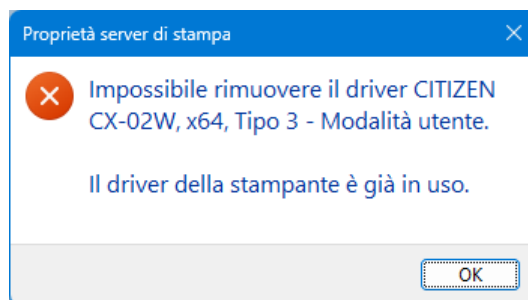 Proprietà server di stampa
Impossibile rimuovere il driver CITIZEN
CX-02W, x64, Tipo 3 - Modalità utente.
Il driver della stampante è già in uso.
OK